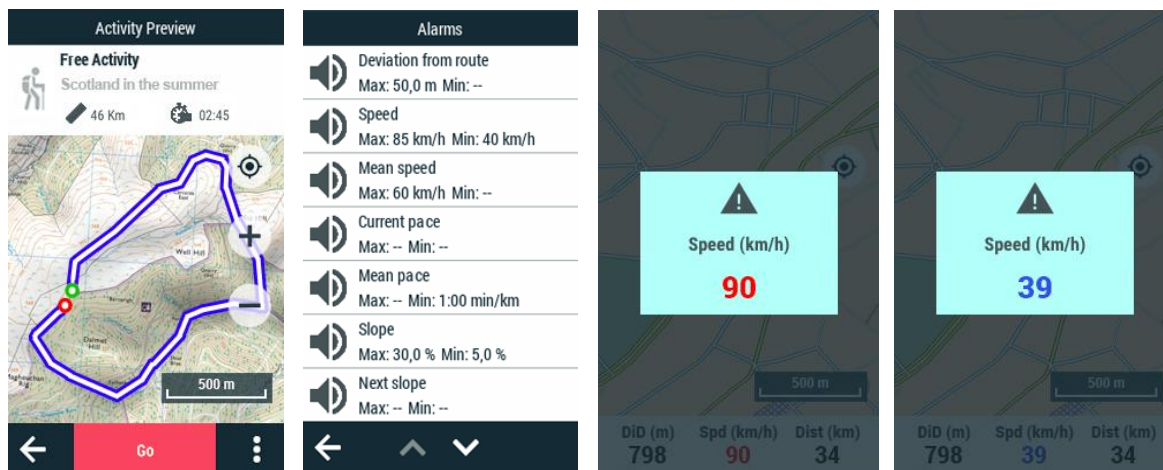 Activity Preview
Free Activity
Scotland in the summer
46 Km 02:45
Well Hill
Dalmet
Hill
500 m
Go
Alarms
Deviation from route
Max: 50,0 m Min: --
Speed
Max: 85 km/h Min: 40 km/h
Mean speed
Max: 60 km/h Min: --
Current pace
Max: -- Min: --
Mean pace
Max: -- Min: 1:00 min/km
Slope
Max: 30,0 % Min: 5,0 %
Next slope
Max: -- Min: --
Speed (km/h)
90
500 m
DiD (m) Spd (km/h) Dist (km)
798 90 34
Speed (km/h)
39
500 m
DiD (m) Spd (km/h) Dist (km)
798 39 34